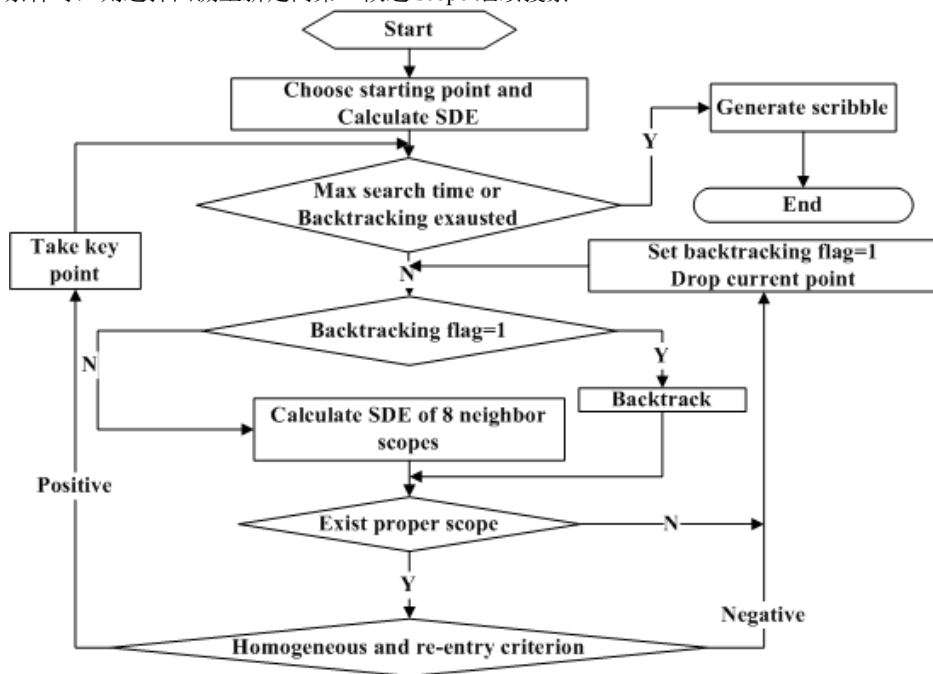 Start
Choose starting point and
Calculate SDE
Generate scribble
Y
Max search time or
Backtracking exausted
End
Take key
point
Set backtracking flag=1
Drop current point
N
Backtracking flag=1
N
Y
Backtrack
Calculate SDE of 8 neighbor
scopes
Positive
Exist proper scope
N
Y
Negative
Homogeneous and re-entry criterion